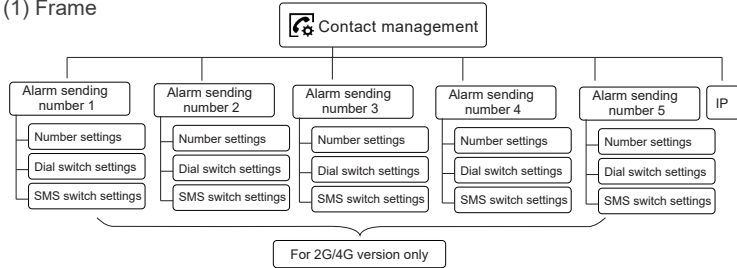 (1) Frame
Contact management
Alarm sending
number 1
Number settings
Dial switch settings
SMS switch settings
Alarm sending
number 2
Number settings
Dial switch settings
SMS switch settings
Alarm sending
number 3
Number settings
Dial switch settings
SMS switch settings
Alarm sending
number 4
Number settings
Dial switch settings
SMS switch settings
Alarm sending
number 5
Number settings
Dial switch settings
SMS switch settings
IP
For 2G/4G version only